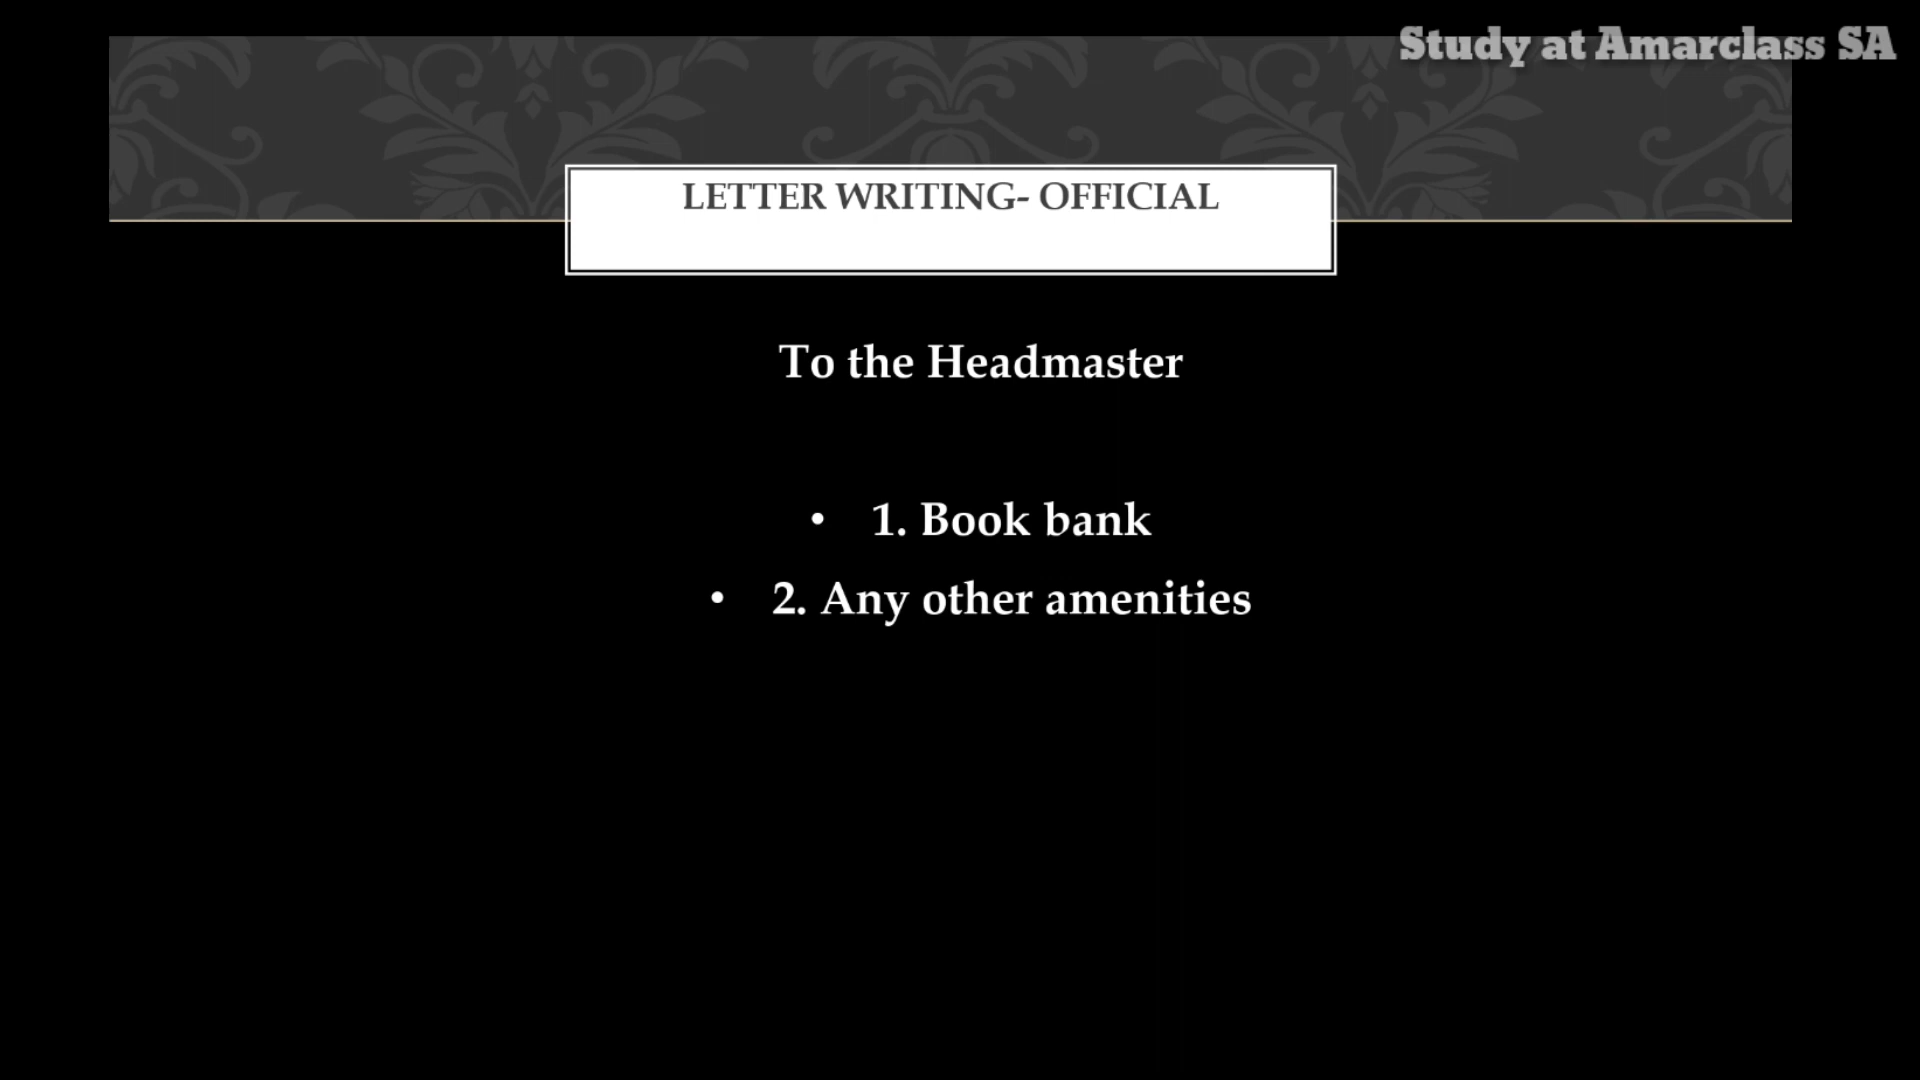 Study at Amarclass SA
LETTER WRITING- OFFICIAL
To the Headmaster
• 1. Book bank
• 2. Any other amenities